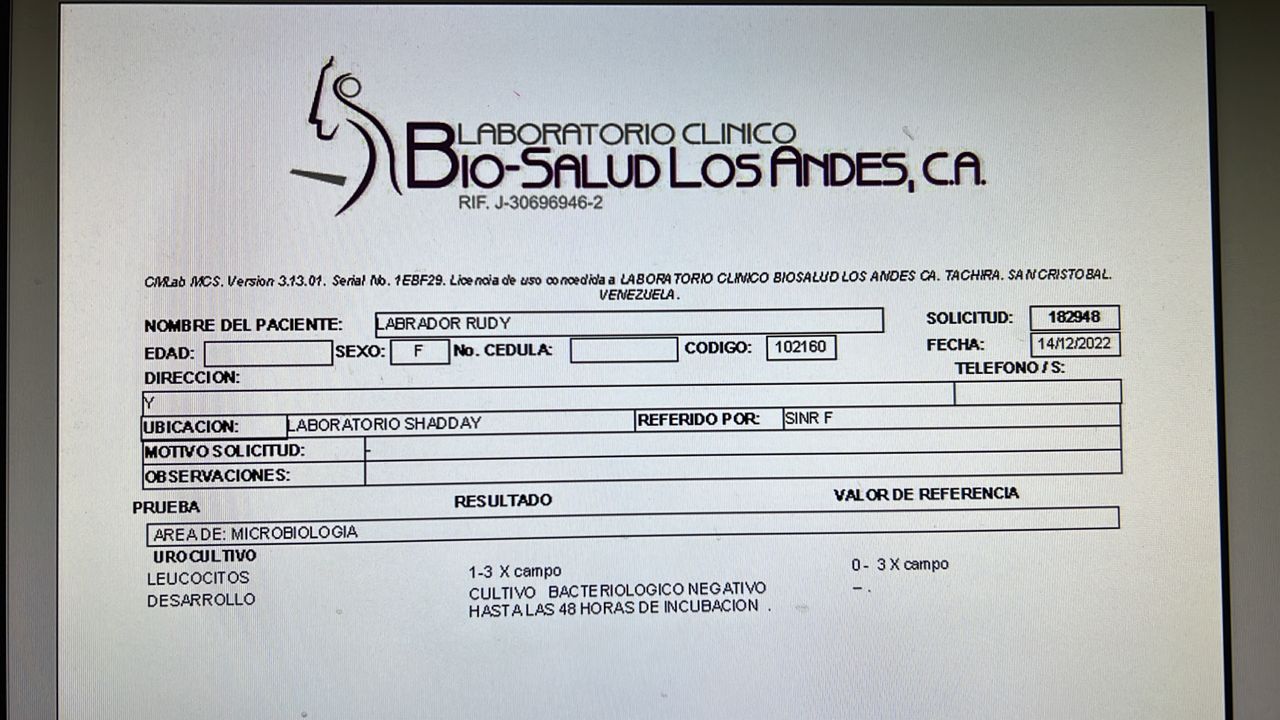 LABORATORIO CLINICO
BIO-SALUD LOS ANDES, C.A.
RIF. J-30696946-2
CMLab MCS. Version 3.13.01. Serial No. 1EBF29. Licencia de uso concedida a LABORATORIO CLINICO BIOSALUD LOS ANDES CA. TACHIRA. SAN CRISTOBAL.
VENEZUELA.
NOMBRE DEL PACIENTE: LABRADOR RUDY SOLICITUD: 182948
EDAD: SEXO: F No. CEDULA: CODIGO: 102160 FECHA: 14/12/2022
DIRECCION: TELEFONO / S:
Y
UBICACION: LABORATORIO SHADDAY REFERIDO POR: SINR F
MOTIVO SOLICITUD: -
OBSERVACIONES:
PRUEBA RESULTADO VALOR DE REFERENCIA
AREA DE: MICROBIOLOGIA
UROCULTIVO
LEUCOCITOS 1-3 X campo 0- 3 X campo
DESARROLLO CULTIVO BACTERIOLOGICO NEGATIVO – .
HASTA LAS 48 HORAS DE INCUBACION .